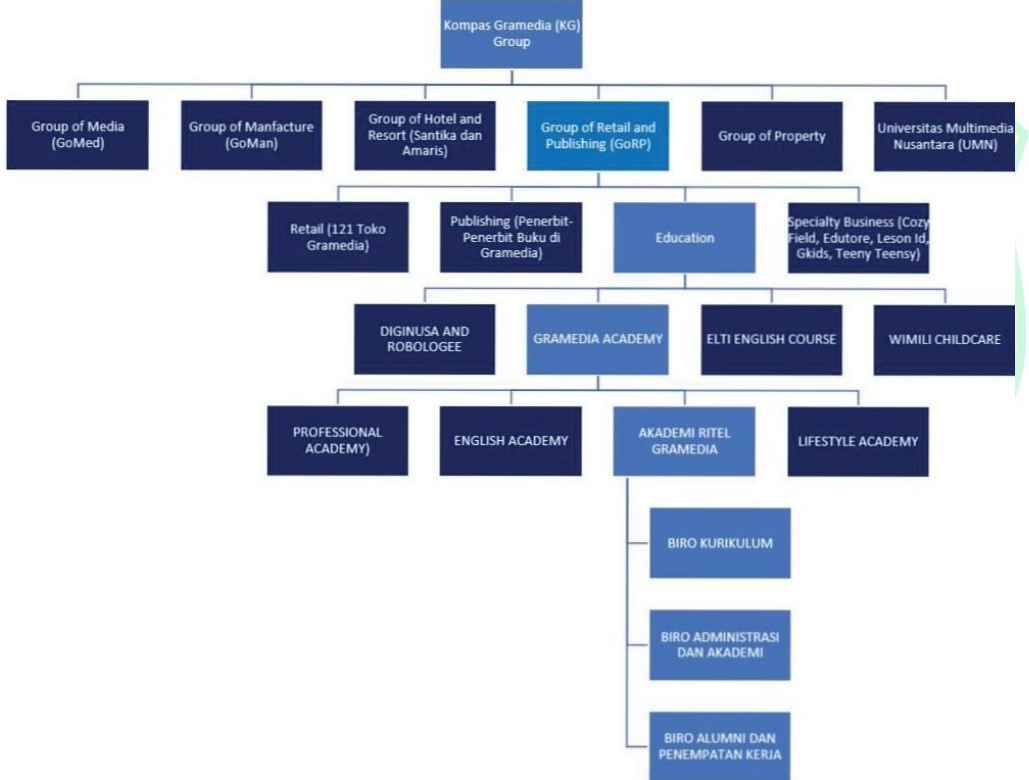 Kompas Gramedia (KG)
Group
Group of Media
(GoMed)
Group of Manfacture
(GoMan)
Group of Hotel and
Resort (Santika dan
Amaris)
Group of Retail and
Publishing (GoRP)
Group of Property
Universitas Multimedia
Nusantara (UMN)
Retail (121 Toko
Gramedia)
Publishing (Penerbit-
Penerbit Buku di
Gramedia)
Education
Specialty Business (Cozy
Field, Edutore, Leson Id,
Gkids, Teeny Teensy)
DIGINUSA AND
ROBOLOGEE
GRAMEDIA ACADEMY
ELTI ENGLISH COURSE
WIMILI CHILDCARE
PROFESSIONAL
ACADEMY)
ENGLISH ACADEMY
AKADEMI RITEL
GRAMEDIA
LIFESTYLE ACADEMY
BIRO KURIKULUM
BIRO ADMINISTRASI
DAN AKADEMI
BIRO ALUMNI DAN
PENEMPATAN KERJA